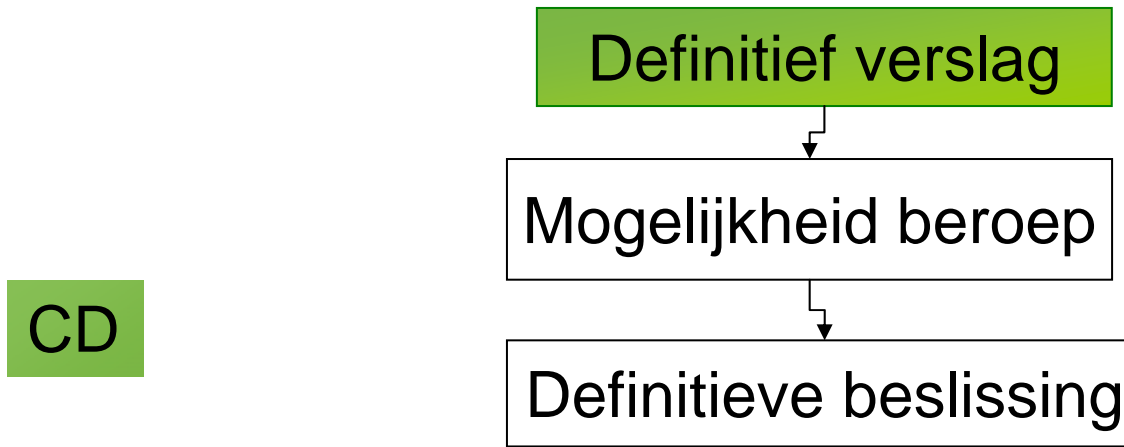 Definitief verslag
Mogelijkheid beroep
CD
Definitieve beslissing